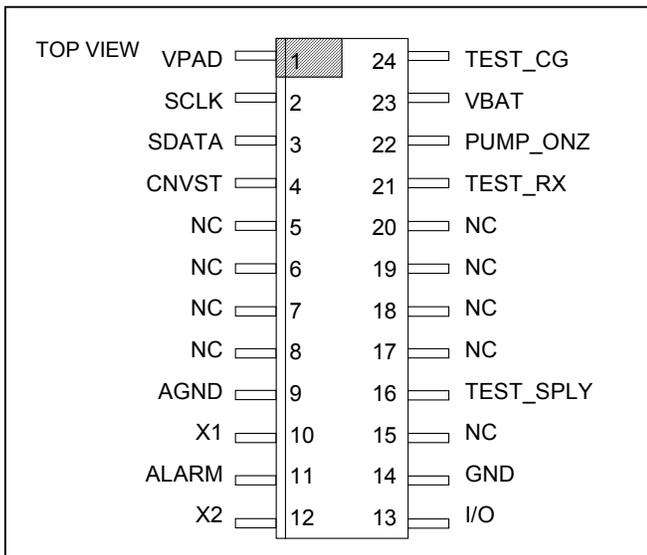 TOP VIEW
VPAD 1 24 TEST_CG
SCLK 2 23 VBAT
SDATA 3 22 PUMP_ONZ
CNVST 4 21 TEST_RX
NC 5 20 NC
NC 6 19 NC
NC 7 18 NC
NC 8 17 NC
AGND 9 16 TEST_SPLY
X1 10 15 NC
ALARM 11 14 GND
X2 12 13 I/O